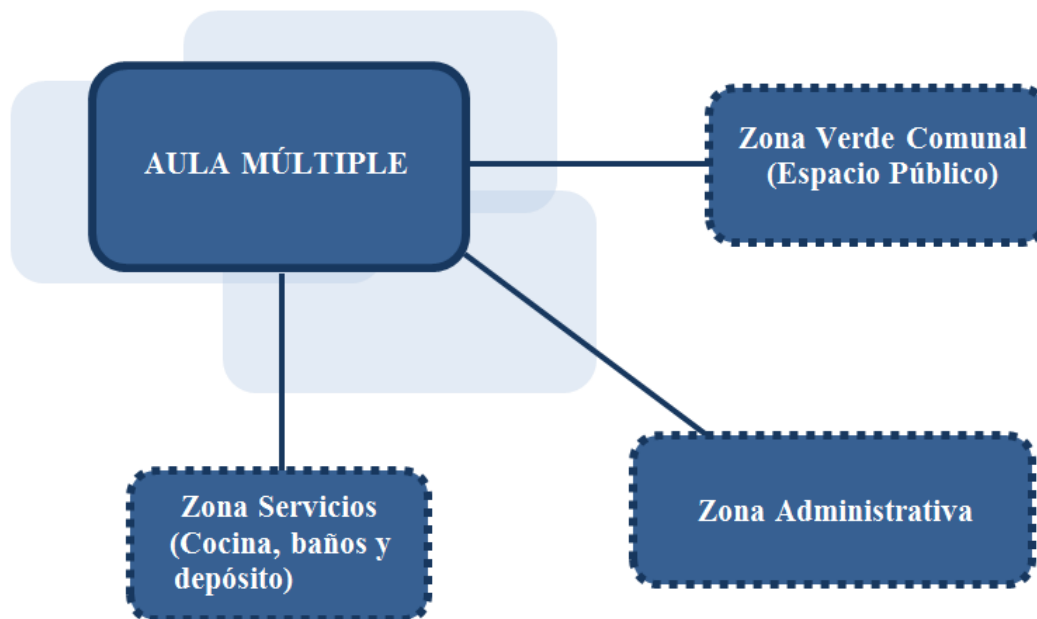 AULA MÚLTIPLE
Zona Verde Comunal
(Espacio Público)
Zona Servicios
(Cocina, baños y
depósito)
Zona Administrativa